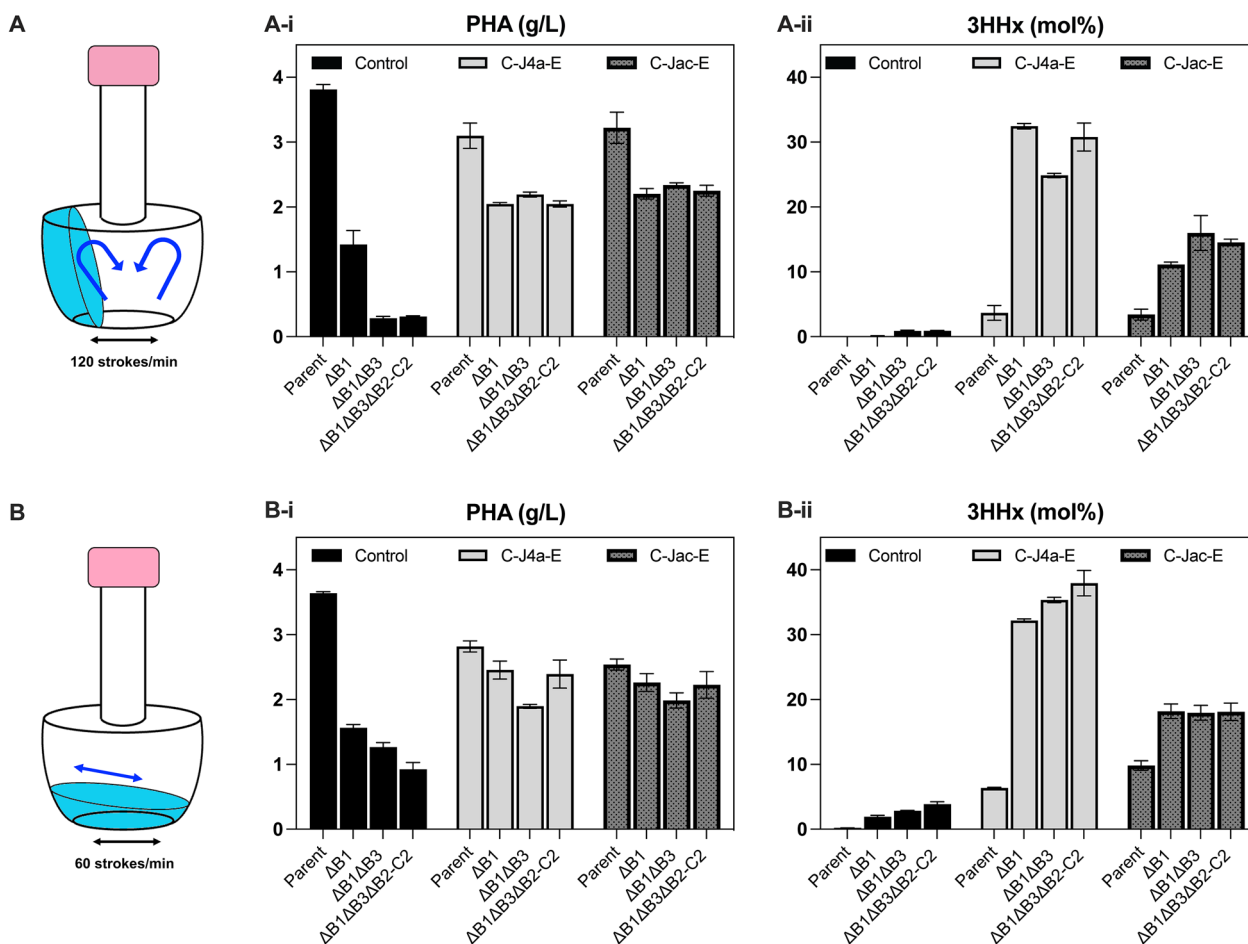 A
120 strokes/min
A-i
PHA (g/L)
Control
C-J4a-E
C-Jac-E
4
3
2
1
0
Parent
ΔB1
ΔB1ΔB3
ΔB1ΔB3ΔB2-C2
Parent
ΔB1
ΔB1ΔB3
ΔB1ΔB3ΔB2-C2
Parent
ΔB1
ΔB1ΔB3
ΔB1ΔB3ΔB2-C2
A-ii
3HHx (mol%)
Control
C-J4a-E
C-Jac-E
40
30
20
10
0
Parent
ΔB1
ΔB1ΔB3
ΔB1ΔB3ΔB2-C2
Parent
ΔB1
ΔB1ΔB3
ΔB1ΔB3ΔB2-C2
Parent
ΔB1
ΔB1ΔB3
ΔB1ΔB3ΔB2-C2
B
60 strokes/min
B-i
PHA (g/L)
Control
C-J4a-E
C-Jac-E
4
3
2
1
0
Parent
ΔB1
ΔB1ΔB3
ΔB1ΔB3ΔB2-C2
Parent
ΔB1
ΔB1ΔB3
ΔB1ΔB3ΔB2-C2
Parent
ΔB1
ΔB1ΔB3
ΔB1ΔB3ΔB2-C2
B-ii
3HHx (mol%)
Control
C-J4a-E
C-Jac-E
40
30
20
10
0
Parent
ΔB1
ΔB1ΔB3
ΔB1ΔB3ΔB2-C2
Parent
ΔB1
ΔB1ΔB3
ΔB1ΔB3ΔB2-C2
Parent
ΔB1
ΔB1ΔB3
ΔB1ΔB3ΔB2-C2